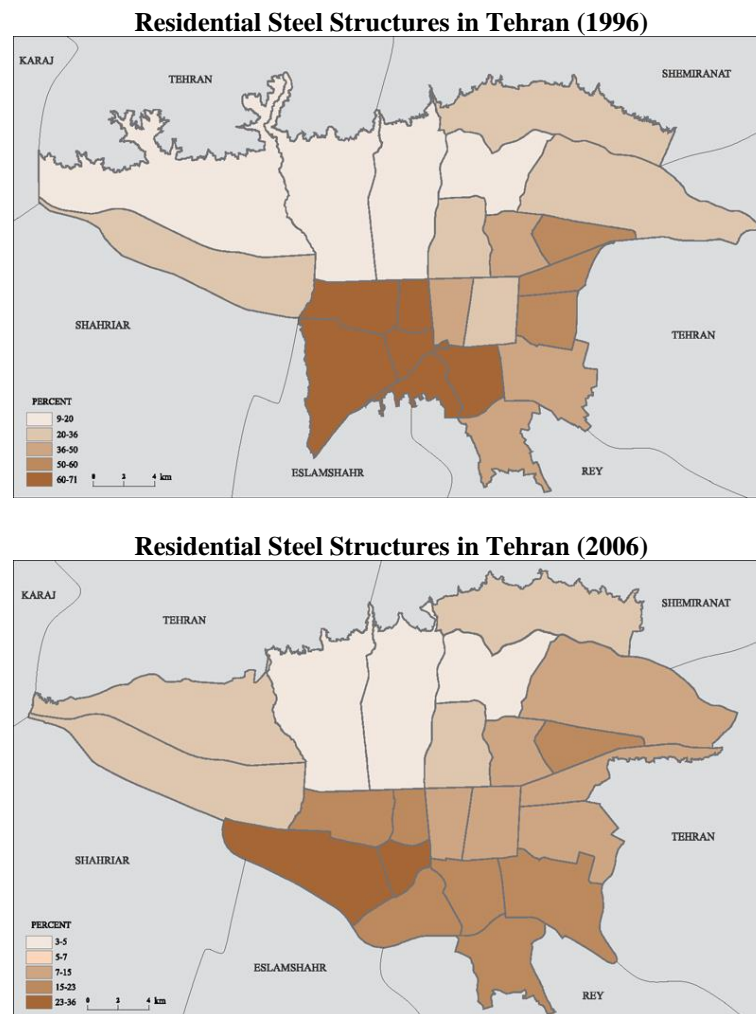 Residential Steel Structures in Tehran (1996)
KARAJ
TEHRAN
SHEMIRANAT
SHAHRIAR
TEHRAN
PERCENT
9-20
20-36
36-50
50-60
60-71
0 2 4 km
ESLAMSHAHR
REY
Residential Steel Structures in Tehran (2006)
KARAJ
TEHRAN
SHEMIRANAT
SHAHRIAR
TEHRAN
PERCENT
3-5
5-7
7-15
15-23
23-36
0 2 4 km
ESLAMSHAHR
REY